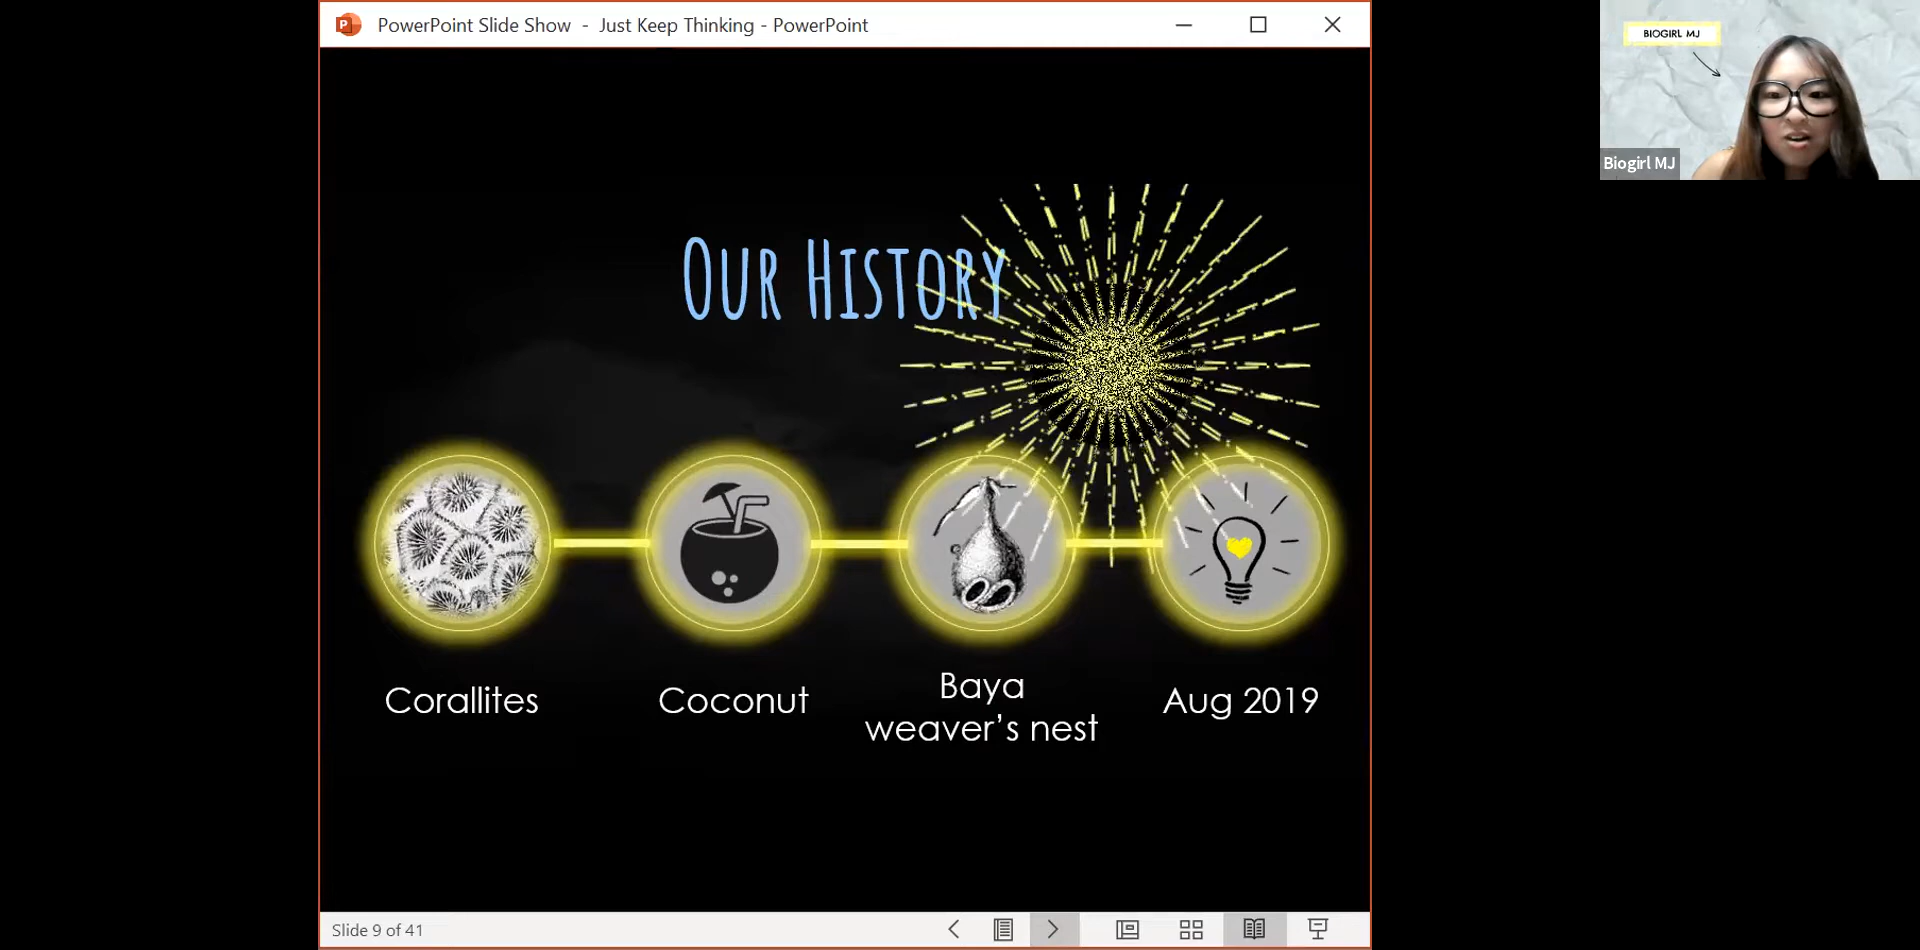 PowerPoint Slide Show - Just Keep Thinking - PowerPoint
BIOGIRL MJ
Biogirl MJ
OUR HISTORY
Corallites
Coconut
Baya
weaver's nest
Aug 2019
Slide 9 of 41